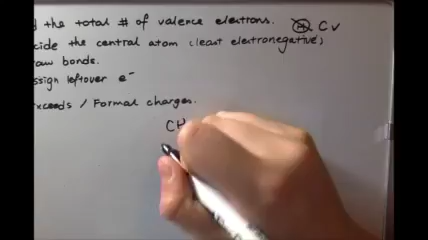 the total # of valence electrons. H. Cv
cide the central atom (least electronegative)
raw bonds.
ssign leftover e-
xceeds / Formal charges.
CH